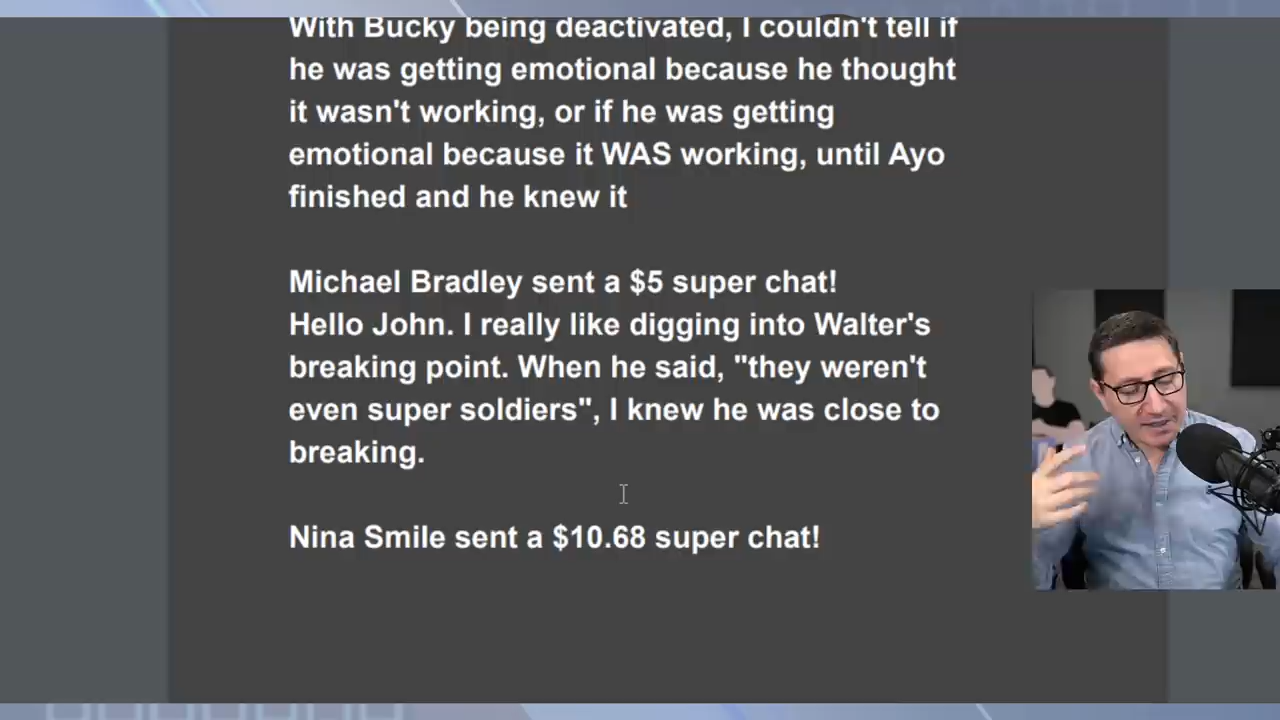 With Bucky being deactivated, I couldn't tell if
he was getting emotional because he thought
it wasn't working, or if he was getting
emotional because it WAS working, until Ayo
finished and he knew it
Michael Bradley sent a $5 super chat!
Hello John. I really like digging into Walter's
breaking point. When he said, "they weren't
even super soldiers", I knew he was close to
breaking.
Nina Smile sent a $10.68 super chat!